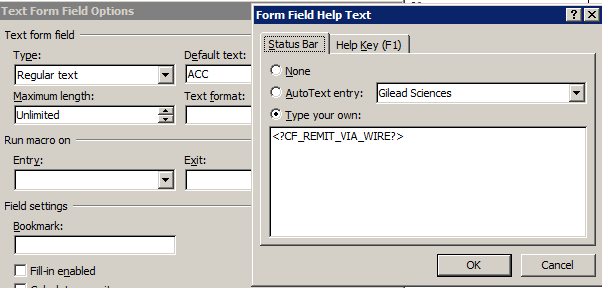 Text Form Field Options
Text form field
Type:
Default text:
Regular text
ACC
Maximum length:
Text format:
Unlimited
Run macro on
Entry:
Exit:
Field settings
Bookmark:
Fill-in enabled
Form Field Help Text
Status Bar
Help Key (F1)
None
AutoText entry:
Gilead Sciences
Type your own:
<?CF_REMIT_VIA_WIRE?>
OK
Cancel